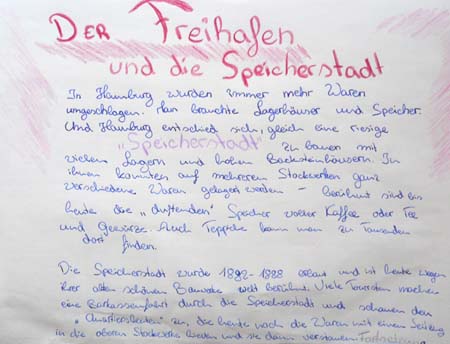 DER Freihafen
und die Speicherstadt
In Hamburg wurden immer mehr Waren
umgeschlagen. Man brauchte Lagerhäuser und Speicher.
Und Hamburg entschied sich, gleich eine riesige
„Speicherstadt" zu bauen mit
vielen Lagern und hohen Backsteinhäusern. In
ihnen konnten auf mehreren Stockwerken ganz
verschiedene Waren gelagert werden – berühmt sind bis
heute die „duftenden" Speicher voller Kaffee oder Tee
und Gewürze. Auch Teppiche kann man zu Tausenden
dort finden.
Die Speicherstadt wurde erbaut und ist heute wegen
ihrer alten schönen Bauweise welt berühmt. Viele Touristen machen
eine Barkassenfahrt durch die Speicherstadt und schauen den
zu, die heute noch die Waren mit einem Seilzug
in die oberen Stockwerke hieven und sie dann verstauen. Fortsetzung